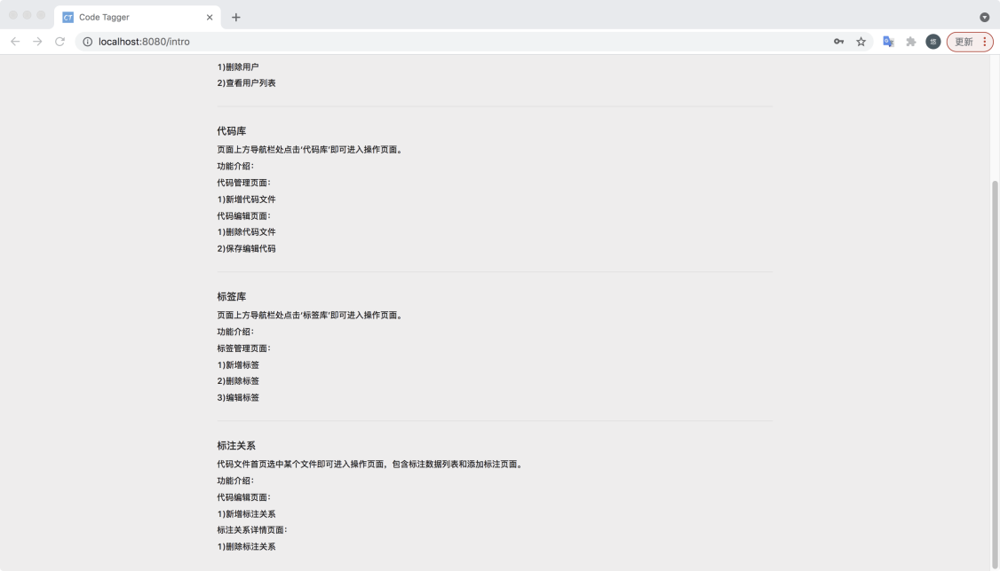 CT Code Tagger
localhost:8080/intro
更新
1)删除用户
2)查看用户列表
代码库
页面上方导航栏处点击‘代码库’即可进入操作页面。
功能介绍：
代码管理页面：
1)新增代码文件
代码编辑页面：
1)删除代码文件
2)保存编辑代码
标签库
页面上方导航栏处点击‘标签库’即可进入操作页面。
功能介绍：
标签管理页面：
1)新增标签
2)删除标签
3)编辑标签
标注关系
代码文件首页选中某个文件即可进入操作页面，包含标注数据列表和添加标注页面。
功能介绍：
代码编辑页面：
1)新增标注关系
标注关系详情页面：
1)删除标注关系